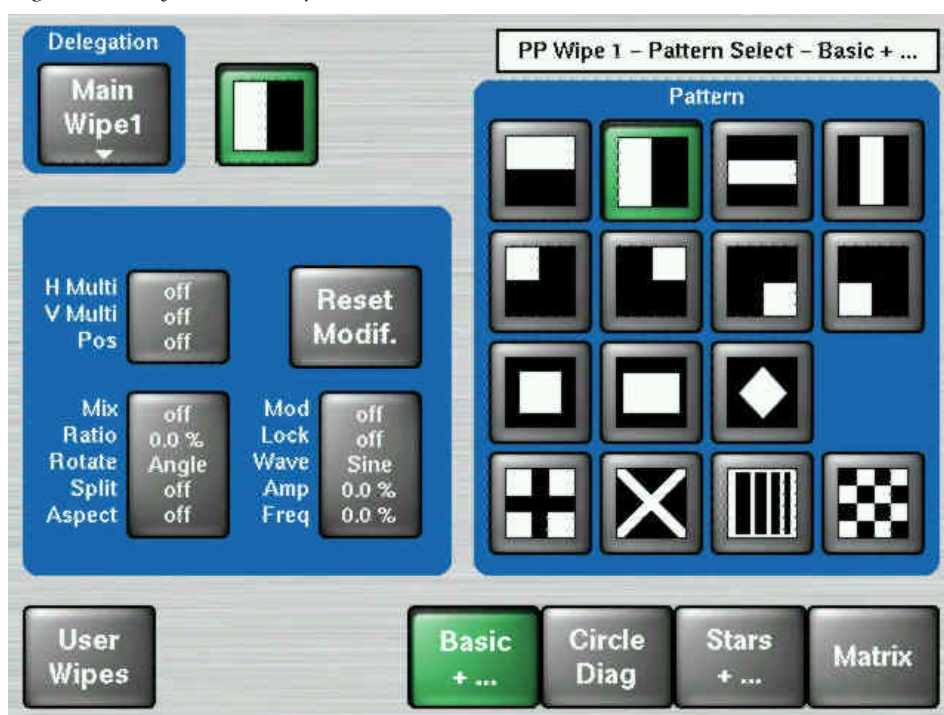 Delegation
Main
Wipe1
PP Wipe 1 – Pattern Select – Basic + ...
Pattern
H Multi off
V Multi off
Pos off
Reset
Modif.
Mix off
Ratio 0.0 %
Rotate Angle
Split off
Aspect off
Mod off
Lock off
Wave Sine
Amp 0.0 %
Freq 0.0 %
User
Wipes
Basic
+ ...
Circle
Diag
Stars
+ ...
Matrix